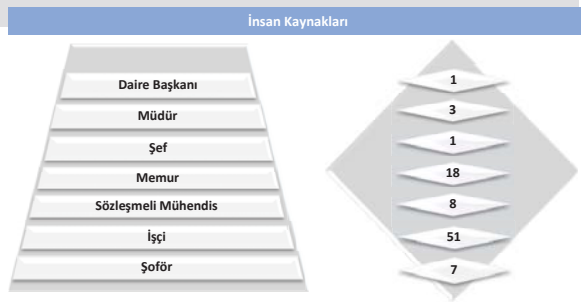 İnsan Kaynakları
Daire Başkanı 1
Müdür 3
Şef 1
Memur 18
Sözleşmeli Mühendis 8
İşçi 51
Şoför 7